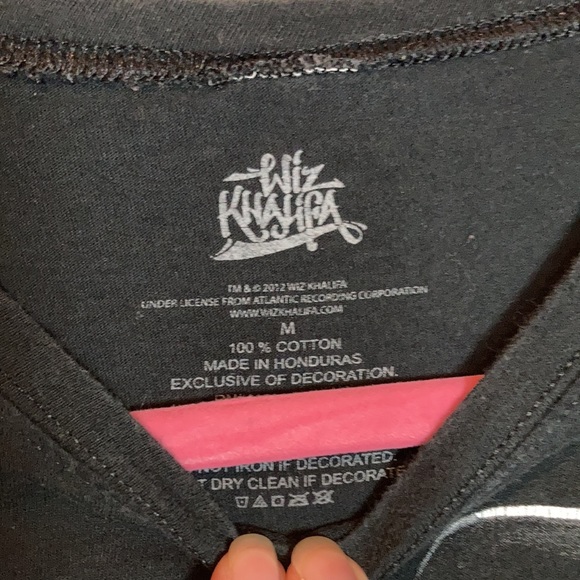 Wiz
KHALIFA
TM & © 2012 WIZ KHALIFA
UNDER LICENSE FROM ATLANTIC RECORDING CORPORATION
WWW.WIZKHALIFA.COM
M
100 % COTTON
MADE IN HONDURAS
EXCLUSIVE OF DECORATION.
NOT IRON IF DECORATED.
DRY CLEAN IF DECORATE